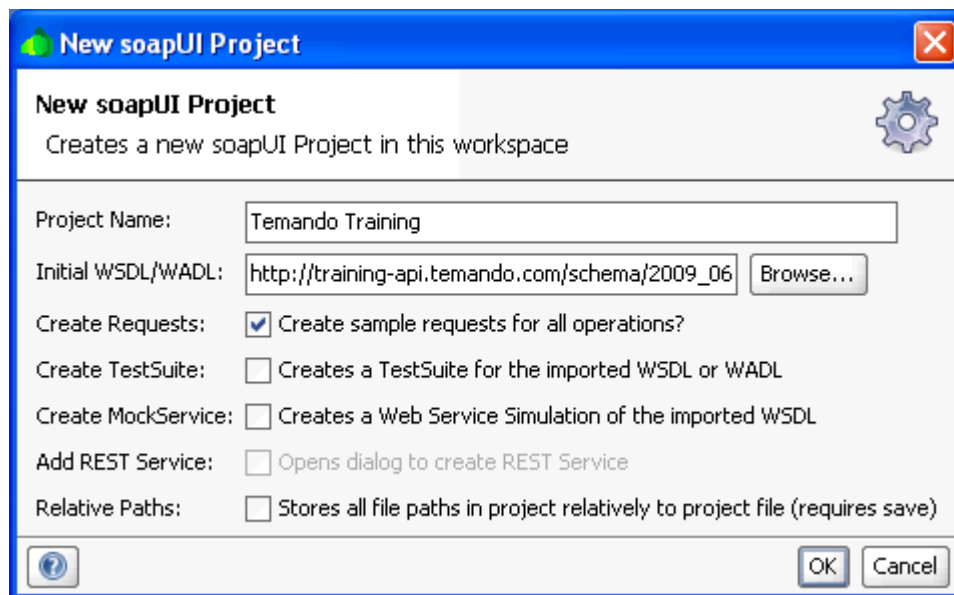 New soapUI Project
New soapUI Project
Creates a new soapUI Project in this workspace
Project Name: Temando Training
Initial WSDL/WADL: http://training-api.temando.com/schema/2009_06 Browse...
Create Requests: Create sample requests for all operations?
Create TestSuite: Creates a TestSuite for the imported WSDL or WADL
Create MockService: Creates a Web Service Simulation of the imported WSDL
Add REST Service: Opens dialog to create REST Service
Relative Paths: Stores all file paths in project relatively to project file (requires save)
? OK Cancel